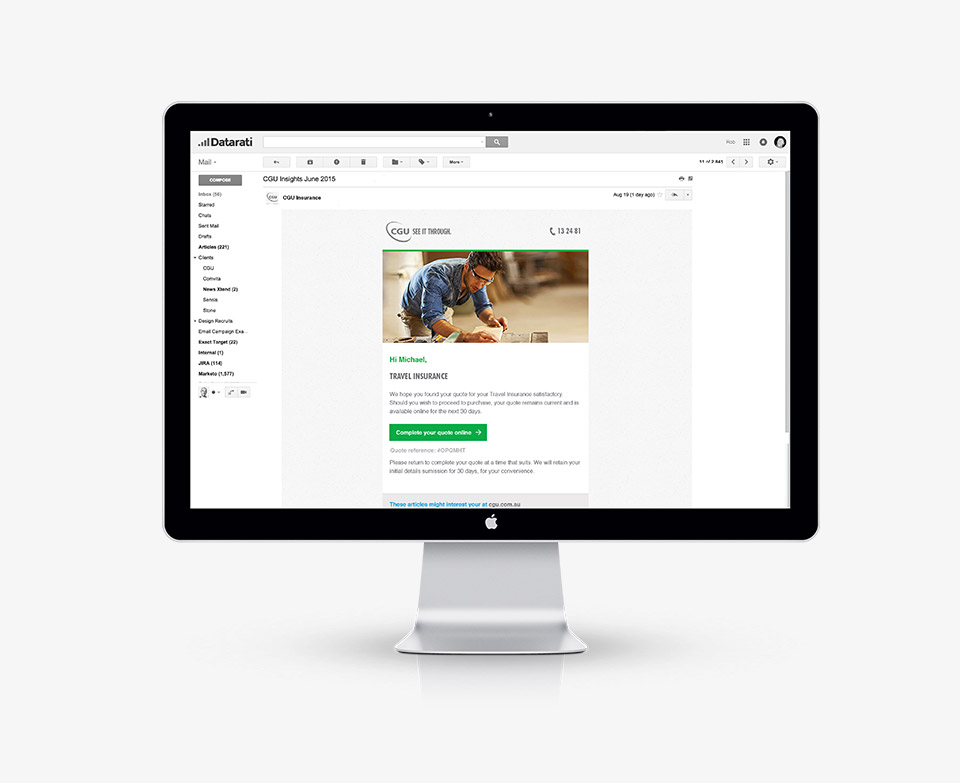 Datarati
Rob
Mail
More
11 of 2,641
COMPOSE
CGU Insights June 2015
Inbox (56)
Starred
Chats
Sent Mail
Drafts
Articles (221)
Clients
CGU
Comvita
News Xtend (2)
Sensis
Stone
Design Recruits
Email Campaign Exa...
Exact Target (22)
Internal (1)
JIRA (114)
Marketo (1,577)
CGU
CGU Insurance
Aug 19 (1 day ago)
CGU SEE IT THROUGH.
13 24 81
Hi Michael,
TRAVEL INSURANCE
We hope you found your quote for your Travel Insurance satisfactory.
Should you wish to proceed to purchase, your quote remains current and is
available online for the next 30 days.
Complete your quote online
Quote reference: #OPGMHT
Please return to complete your quote at a time that suits. We will retain your
initial details sumission for 30 days, for your convenience.
These articles might interest your at cgu.com.au